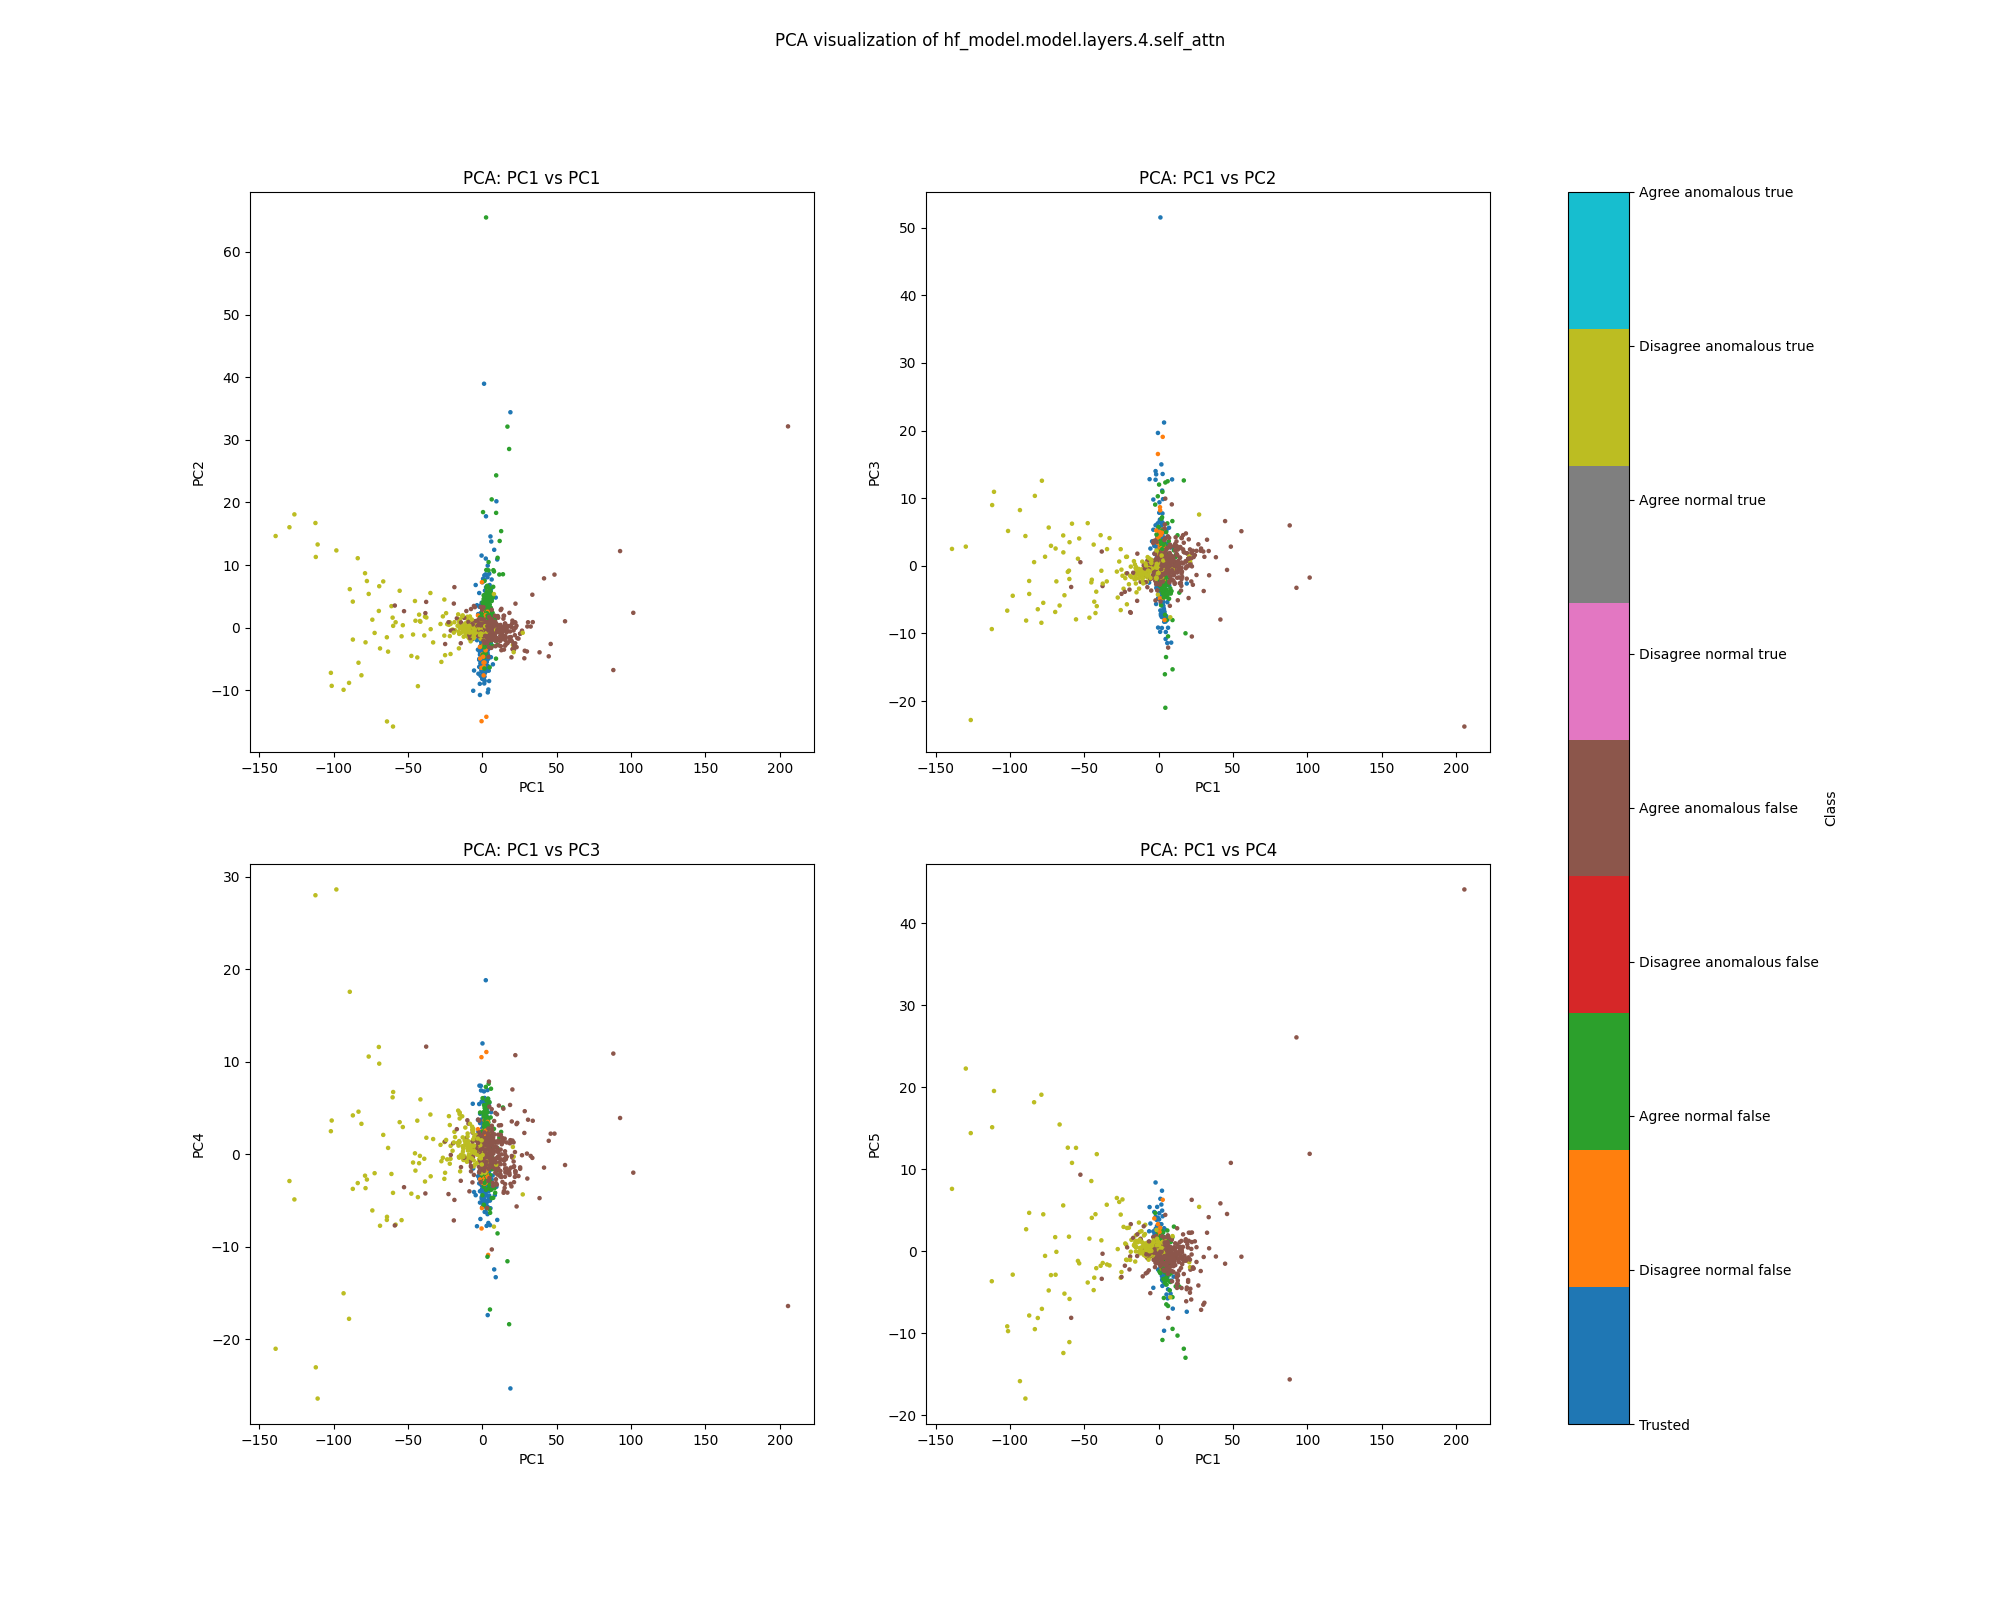 PCA visualization of hf_model.model.layers.4.self_attn
PCA: PC1 vs PC1
60
50
40
30
20
10
0
−10
PC2
−150 −100 −50 0 50 100 150 200
PC1
PCA: PC1 vs PC2
50
40
30
20
10
0
−10
−20
PC3
−150 −100 −50 0 50 100 150 200
PC1
PCA: PC1 vs PC3
30
20
10
0
−10
−20
PC4
−150 −100 −50 0 50 100 150 200
PC1
PCA: PC1 vs PC4
40
30
20
10
0
−10
−20
PC5
−150 −100 −50 0 50 100 150 200
PC1
Agree anomalous true
Disagree anomalous true
Agree normal true
Disagree normal true
Agree anomalous false
Disagree anomalous false
Agree normal false
Disagree normal false
Trusted
Class